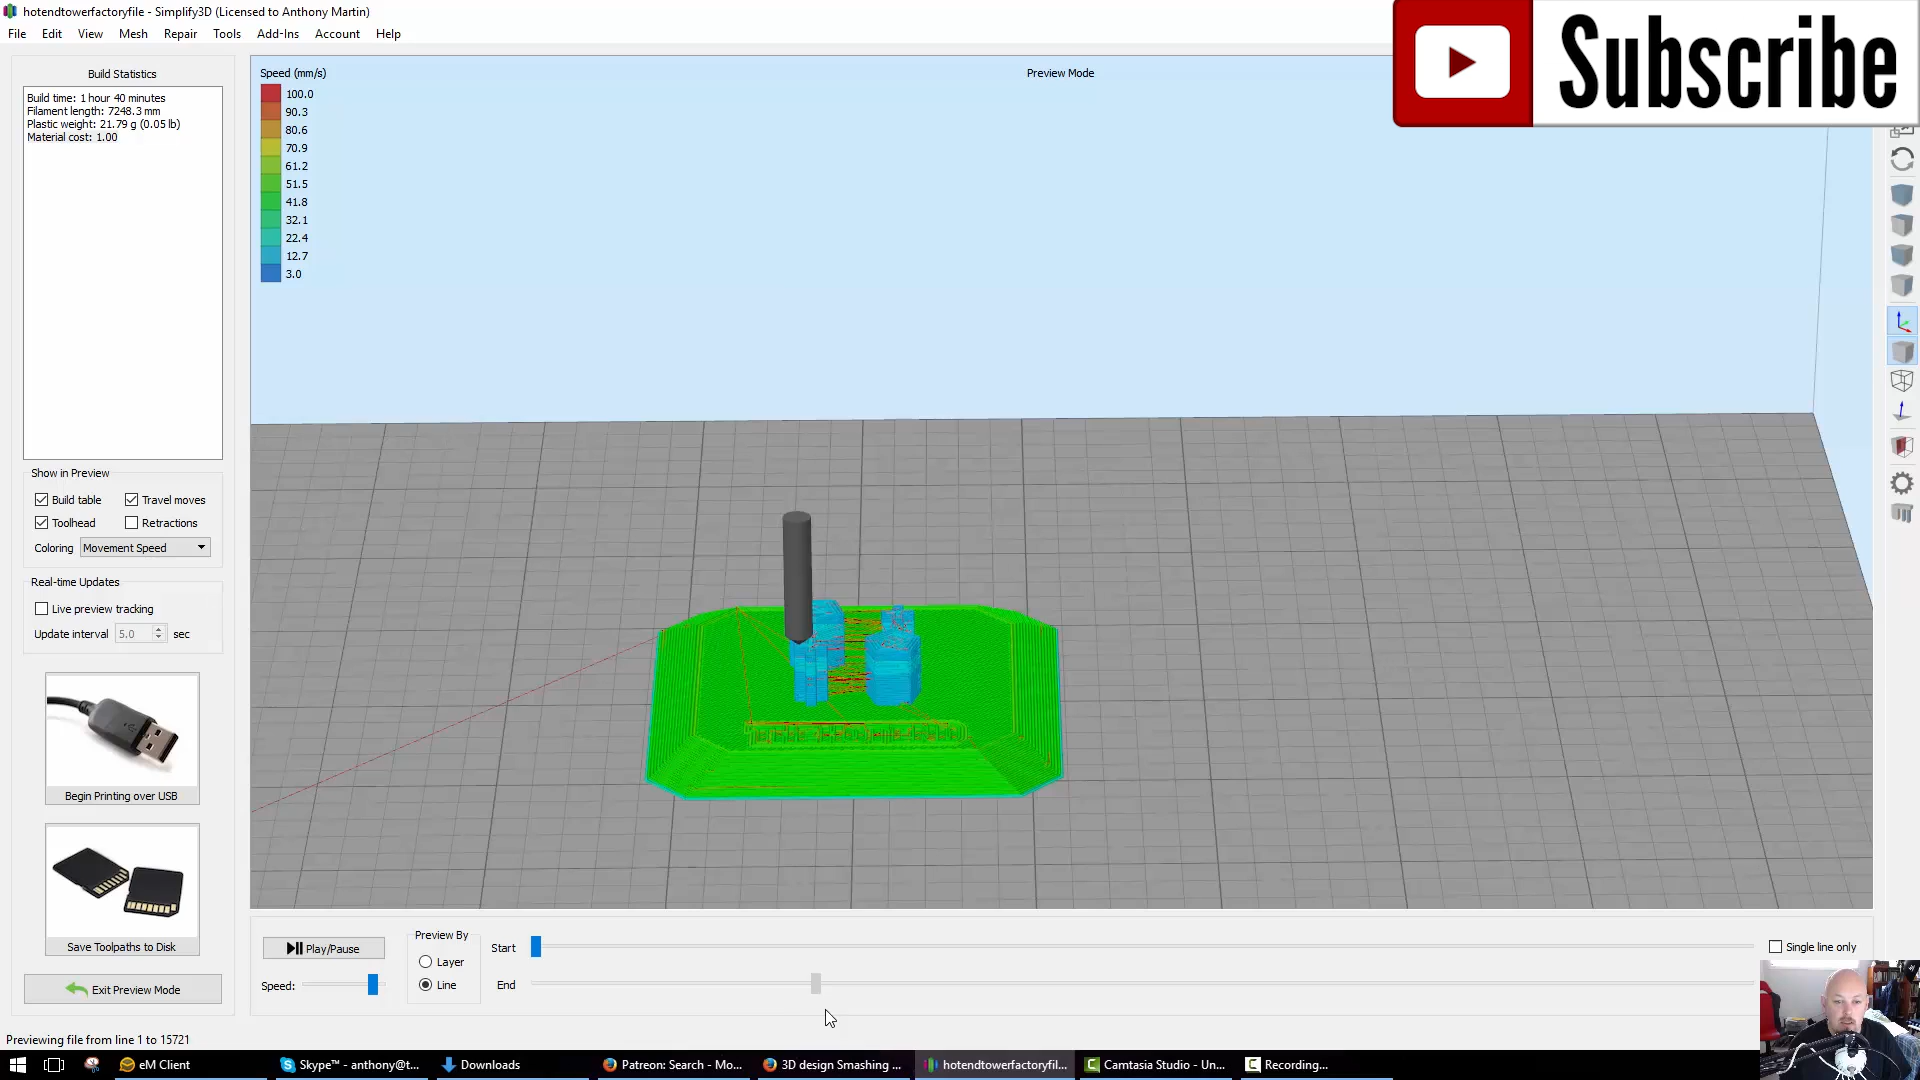 hotendtowerfactoryfile - Simplify3D (Licensed to Anthony Martin)
File Edit View Mesh Repair Tools Add-Ins Account Help
Subscribe
Build Statistics
Build time: 1 hour 40 minutes
Filament length: 7248.3 mm
Plastic weight: 21.79 g (0.05 lb)
Material cost: 1.00
Speed (mm/s)
100.0
90.3
80.6
70.9
61.2
51.5
41.8
32.1
22.4
12.7
3.0
Preview Mode
Show in Preview
Build table Travel moves
Toolhead Retractions
Coloring Movement Speed
Real-time Updates
Live preview tracking
Update interval 5.0 sec
Begin Printing over USB
Save Toolpaths to Disk
Exit Preview Mode
Play/Pause
Speed:
Preview By
Layer
Line
Start
End
Single line only
Previewing file from line 1 to 15721
eM Client
Skype™ - anthony@t...
Downloads
Patreon: Search - Mo...
3D design Smashing ...
hotendtowerfactoryfil...
Camtasia Studio - Un...
Recording...